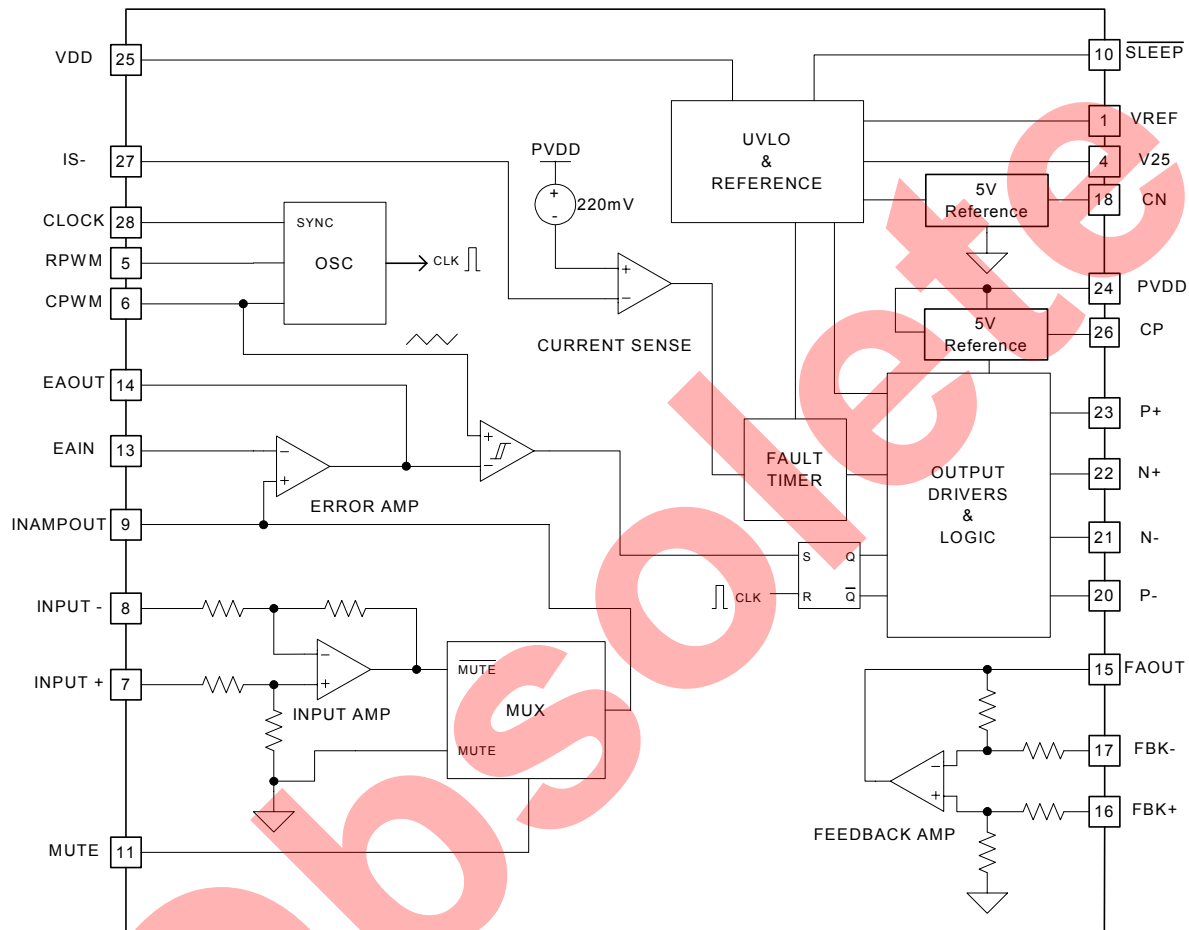 VDD 25
10 SLEEP
1 VREF
UVLO
&
REFERENCE
IS- 27
PVDD
4 V25
+
-
220mV
5V
Reference
18 CN
CLOCK 28
SYNC
RPWM 5
OSC
CLK
CPWM 6
+
−
CURRENT SENSE
24 PVDD
5V
Reference
26 CP
EAOUT 14
23 P+
EAIN 13
−
+
ERROR AMP
+
−
FAULT
TIMER
OUTPUT
DRIVERS
&
LOGIC
22 N+
INAMPOUT 9
21 N-
S Q
CLK R Q
20 P-
INPUT - 8
INPUT + 7
−
+
INPUT AMP
MUTE
MUX
MUTE
15 FAOUT
17 FBK-
−
+
16 FBK+
FEEDBACK AMP
MUTE 11
obsolete